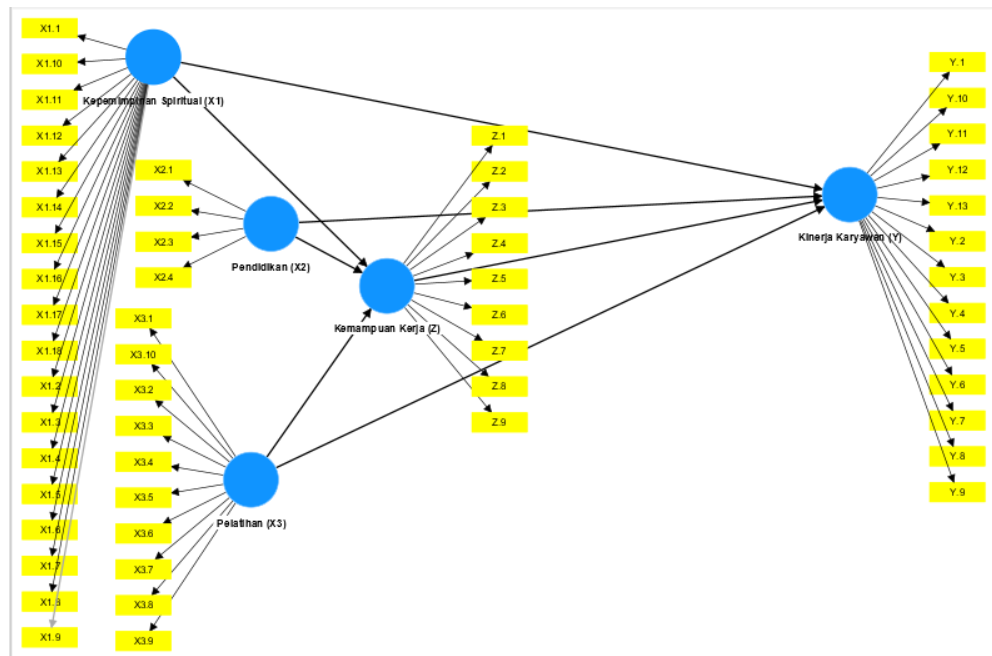 X1.1
X1.10
X1.11
X1.12
X1.13
X1.14
X1.15
X1.16
X1.17
X1.18
X1.2
X1.3
X1.4
X1.5
X1.6
X1.7
X1.8
X1.9
Kepemimpinan Spiritual (X1)
X2.1
X2.2
X2.3
X2.4
Pendidikan (X2)
X3.1
X3.10
X3.2
X3.3
X3.4
X3.5
X3.6
X3.7
X3.8
X3.9
Pelatihan (X3)
Kemampuan Kerja (Z)
Z.1
Z.2
Z.3
Z.4
Z.5
Z.6
Z.7
Z.8
Z.9
Kinerja Karyawan (Y)
Y.1
Y.10
Y.11
Y.12
Y.13
Y.2
Y.3
Y.4
Y.5
Y.6
Y.7
Y.8
Y.9